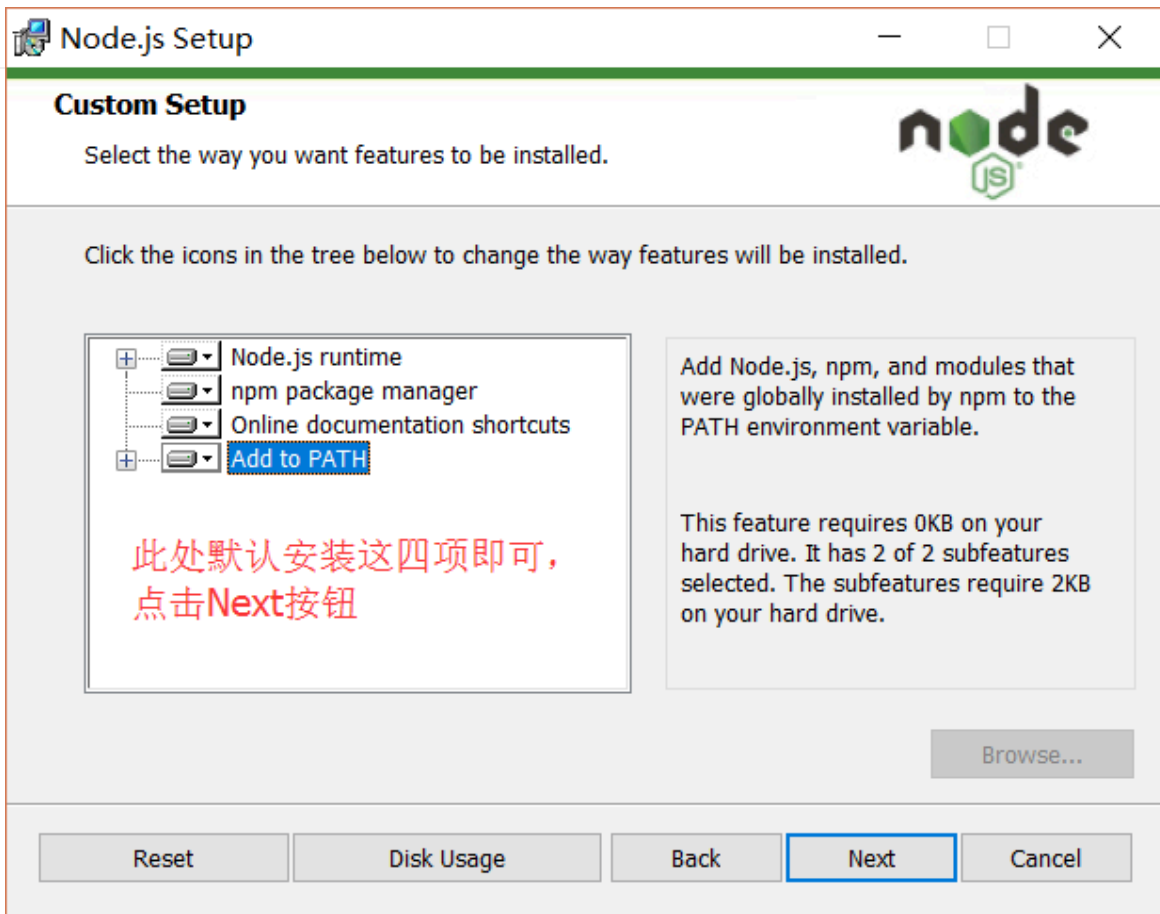 Node.js Setup
Custom Setup
Select the way you want features to be installed.
node
JS
Click the icons in the tree below to change the way features will be installed.
Node.js runtime
npm package manager
Online documentation shortcuts
Add to PATH
此处默认安装这四项即可，
点击Next按钮
Add Node.js, npm, and modules that
were globally installed by npm to the
PATH environment variable.
This feature requires 0KB on your
hard drive. It has 2 of 2 subfeatures
selected. The subfeatures require 2KB
on your hard drive.
Browse...
Reset
Disk Usage
Back
Next
Cancel